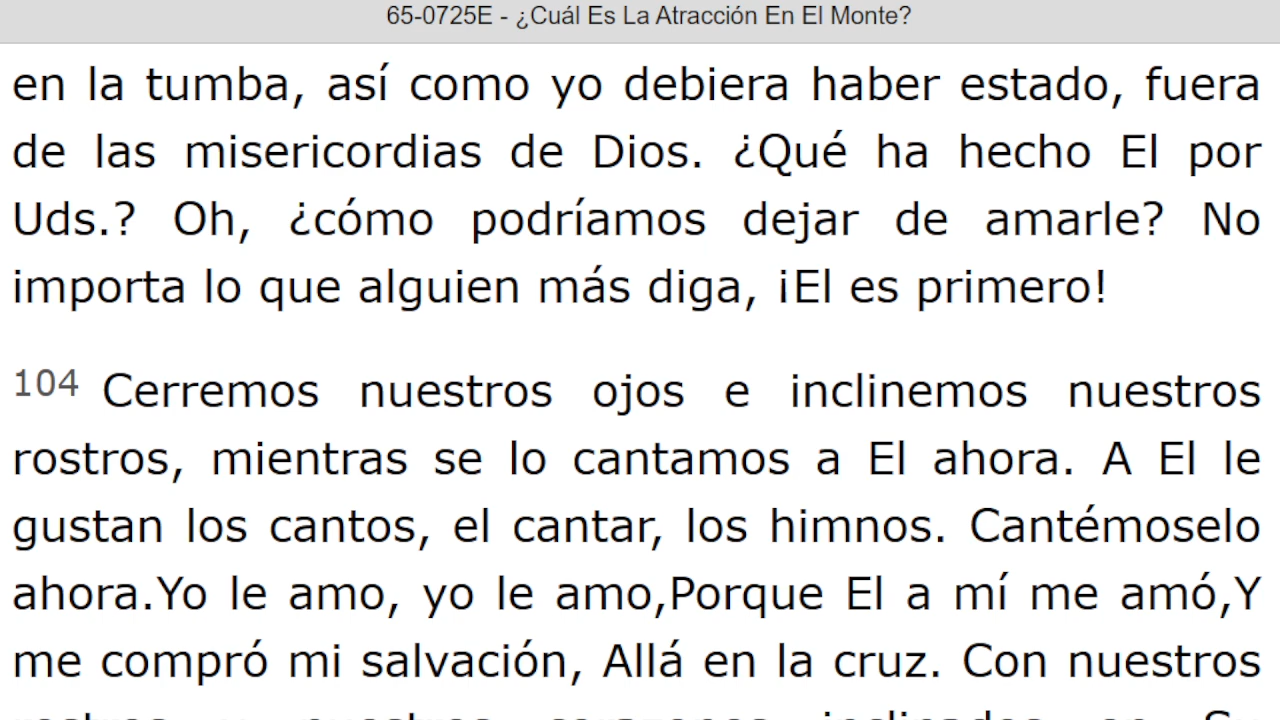 65-0725E - ¿Cuál Es La Atracción En El Monte?
en la tumba, así como yo debiera haber estado, fuera
de las misericordias de Dios. ¿Qué ha hecho El por
Uds.? Oh, ¿cómo podríamos dejar de amarle? No
importa lo que alguien más diga, ¡El es primero!
104 Cerremos nuestros ojos e inclinemos nuestros
rostros, mientras se lo cantamos a El ahora. A El le
gustan los cantos, el cantar, los himnos. Cantémoselo
ahora.Yo le amo, yo le amo,Porque El a mí me amó,Y
me compró mi salvación, Allá en la cruz. Con nuestros